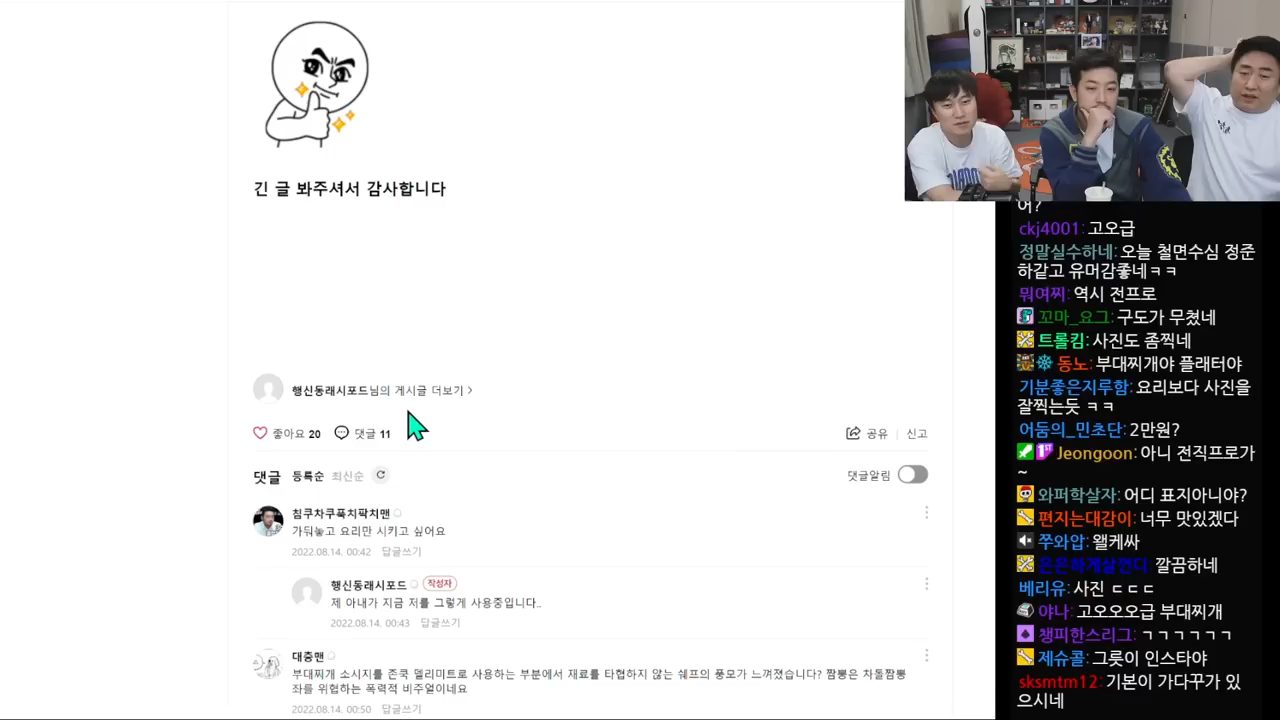 긴 글 봐주셔서 감사합니다
행신동래시포드님의 게시글 더보기 >
좋아요 20 댓글 11
공유 | 신고
댓글 등록순 최신순
댓글알림
침쿠차쿠푹치팍치맨
가둬놓고 요리만 시키고 싶어요
2022.08.14. 00:42 답글쓰기
행신동래시포드 작성자
제 아내가 지금 저를 그렇게 사용중입니다..
2022.08.14. 00:43 답글쓰기
대충맨
부대찌개 소시지를 존쿡 델리미트로 사용하는 부분에서 재료를 타협하지 않는 쉐프의 풍모가 느껴졌습니다? 짬뽕은 차돌짬뽕
좌를 위협하는 폭력적 비주얼이네요
2022.08.14. 00:50 답글쓰기
어?
ckj4001: 고오급
정말실수하네: 오늘 철면수심 정준
하같고 유머감좋네ㅋㅋ
뭐여찌: 역시 전프로
꼬마_요그: 구도가 무쳤네
트롤킴: 사진도 좀찍네
동노: 부대찌개야 플래터야
기분좋은지루함: 요리보다 사진을
잘찍는듯 ㅋㅋ
어둠의_민초단: 2만원?
Jeongoon: 아니 전직프로가
~
와퍼학살자: 어디 표지아니야?
편지는대감이: 너무 맛있겠다
쭈와압: 왤케싸
은은하게살껀디: 깔끔하네
베리유: 사진 ㄷㄷㄷ
야나: 고오오오급 부대찌개
챙피한스리그: ㄱㄱㄱㄱㄱㄱ
제슈콜: 그릇이 인스타야
sksmtm12: 기본이 가다꾸가 있
으시네